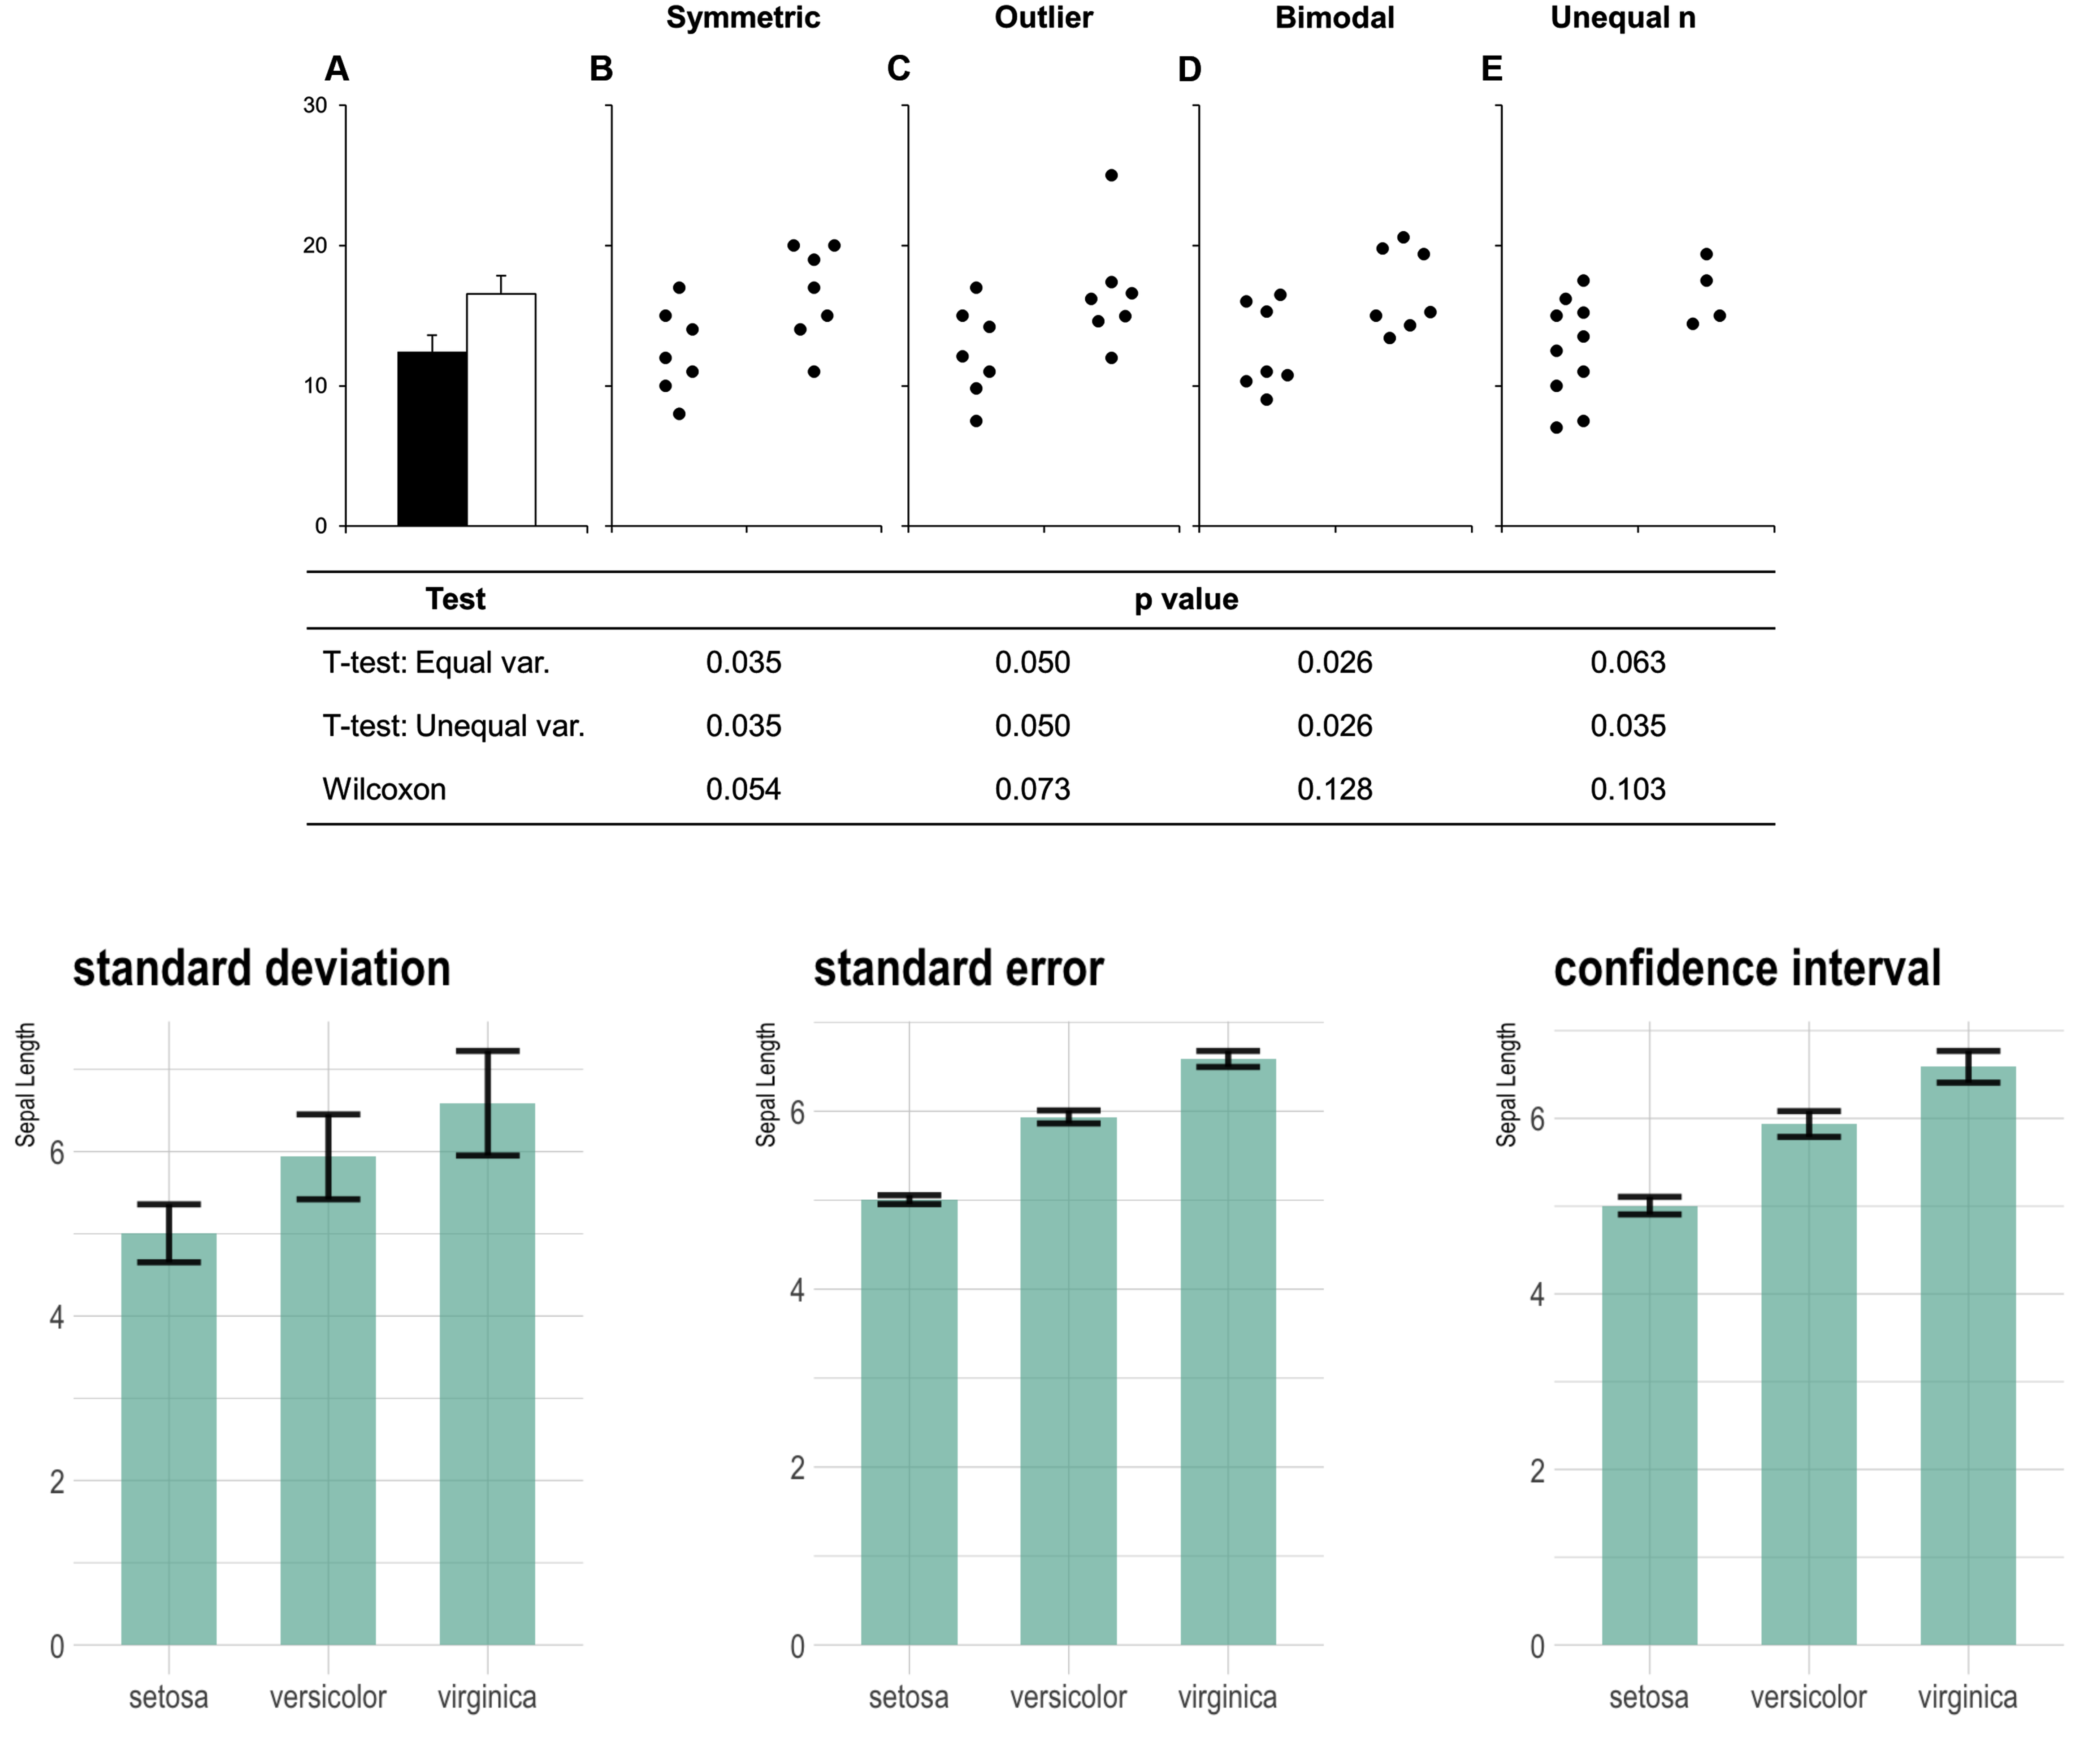 Symmetric Outlier Bimodal Unequal n
A B C D E
30
20
10
0
Test p value
T-test: Equal var. 0.035 0.050 0.026 0.063
T-test: Unequal var. 0.035 0.050 0.026 0.035
Wilcoxon 0.054 0.073 0.128 0.103
standard deviation
Sepal Length
6
4
2
0
setosa versicolor virginica
standard error
Sepal Length
6
4
2
0
setosa versicolor virginica
confidence interval
Sepal Length
6
4
2
0
setosa versicolor virginica